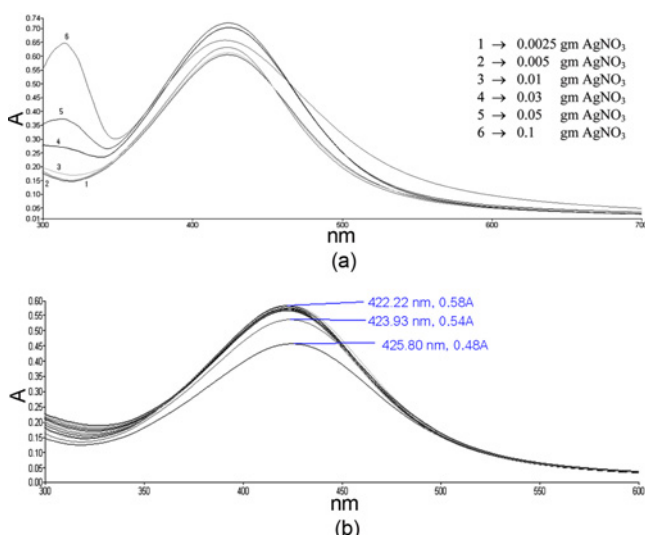 0.74
0.70
0.65
0.60
0.55
0.50
0.45
0.40
0.35
0.30
0.25
0.20
0.15
0.10
0.05
0.01
A
6
5
4
3
2
1
1 → 0.0025 gm AgNO₃
2 → 0.005 gm AgNO₃
3 → 0.01 gm AgNO₃
4 → 0.03 gm AgNO₃
5 → 0.05 gm AgNO₃
6 → 0.1 gm AgNO₃
300 400 500 600 700
nm
(a)
0.60
0.55
0.50
0.45
0.40
0.35
0.30
0.25
0.20
0.15
0.10
0.05
0.00
A
422.22 nm, 0.58A
423.93 nm, 0.54A
425.80 nm, 0.48A
300 350 400 450 500 550 600
nm
(b)